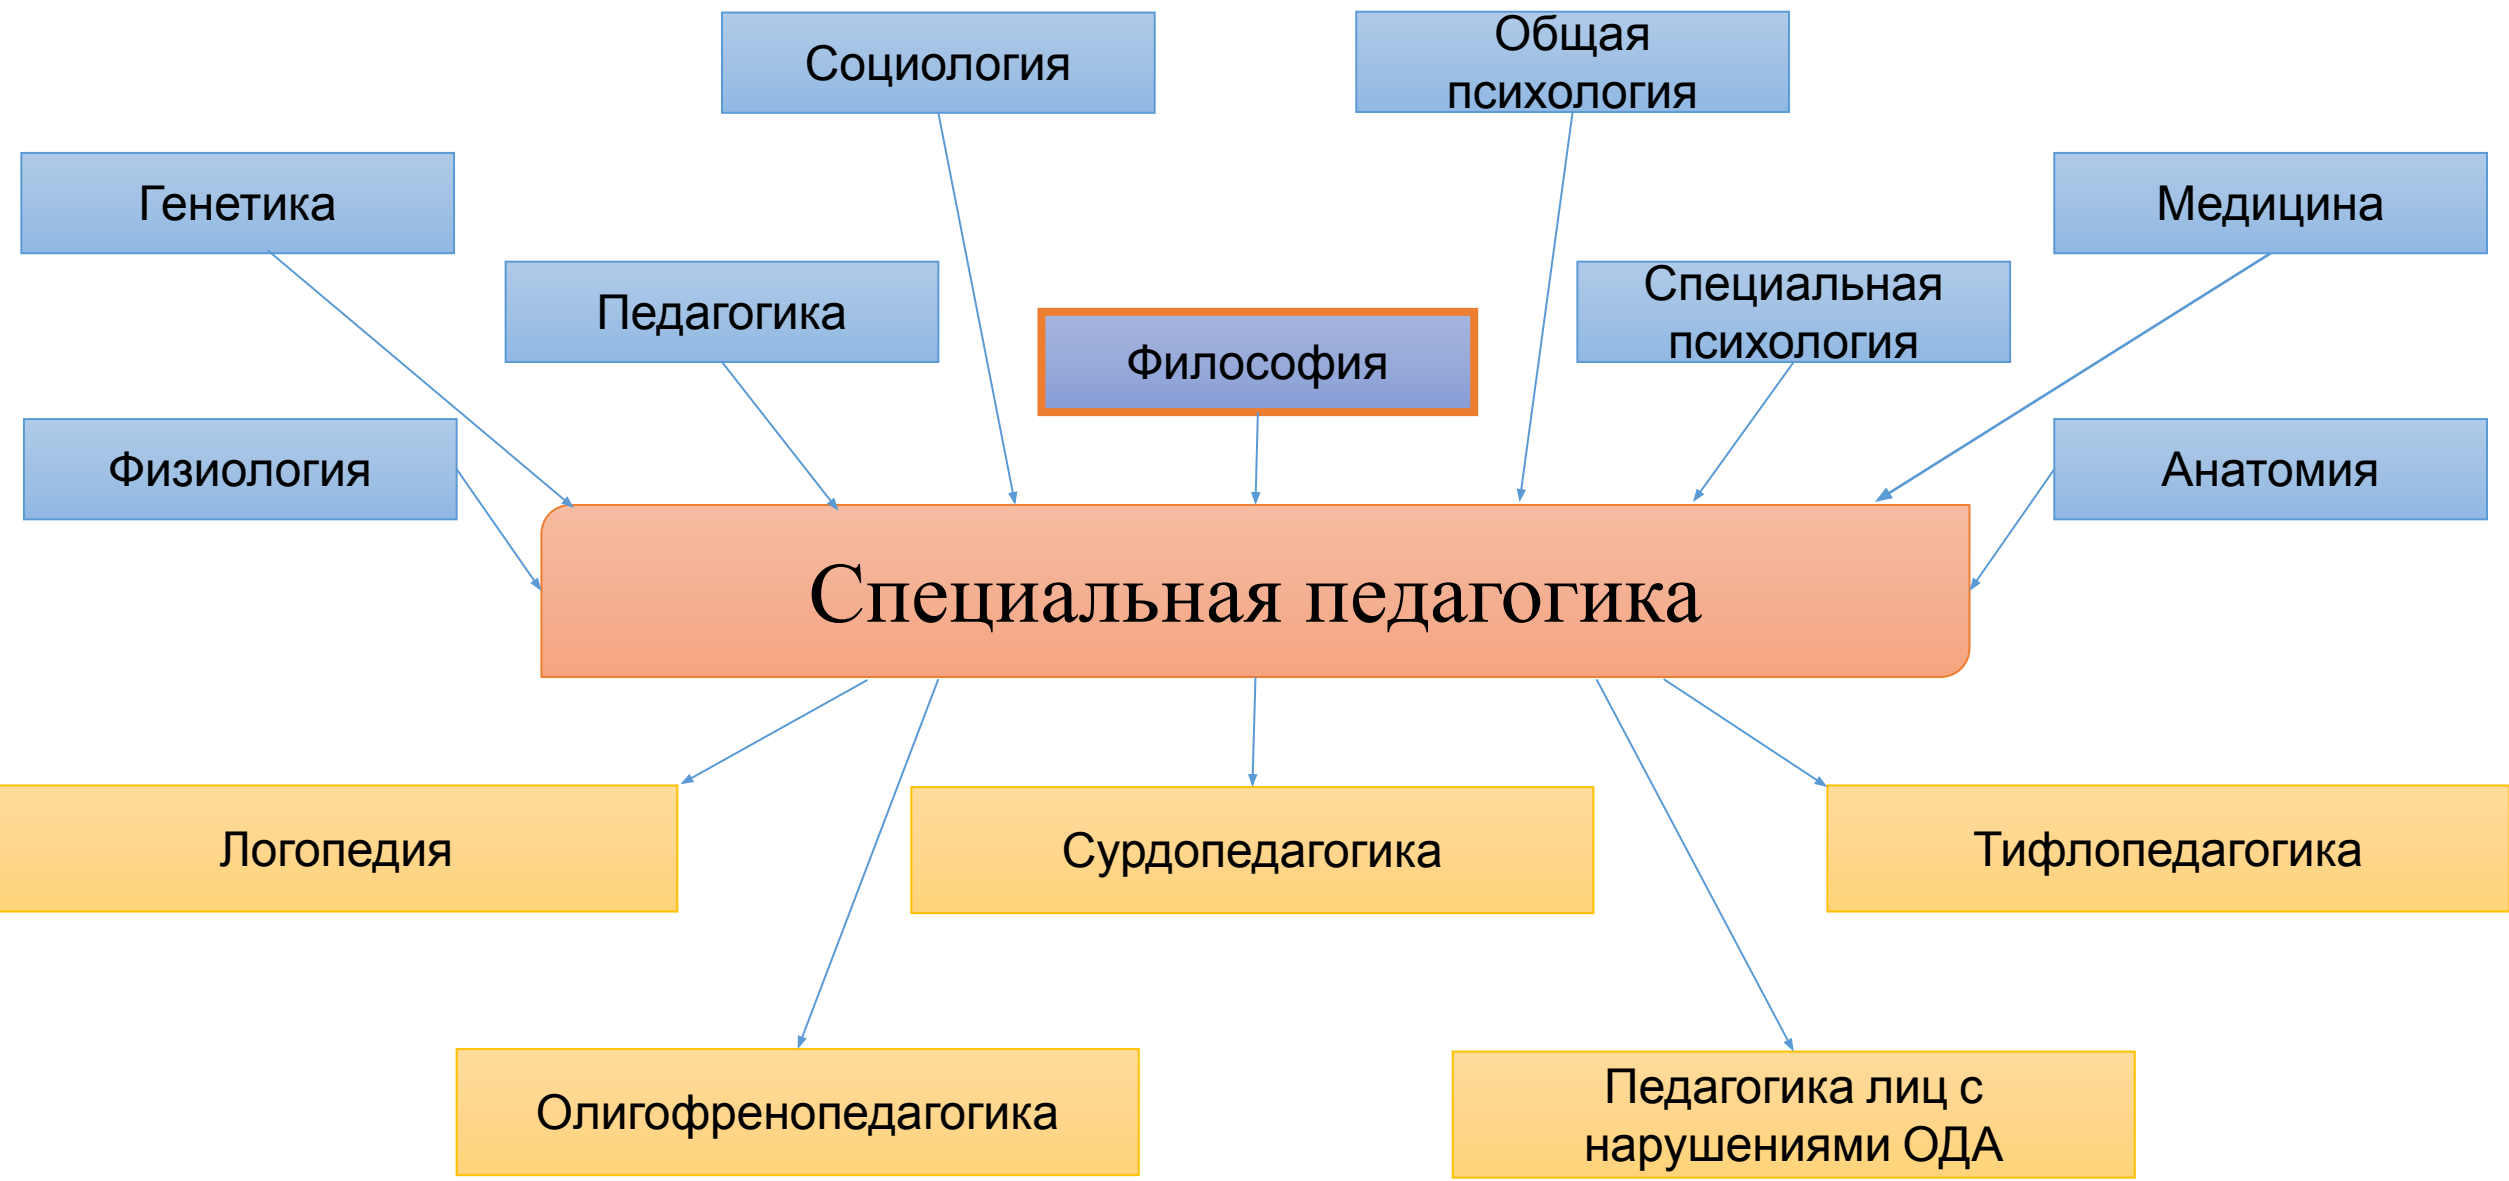 Социология
Общая
психология
Генетика
Медицина
Педагогика
Специальная
психология
Философия
Физиология
Анатомия
Специальная педагогика
Логопедия
Сурдопедагогика
Тифлопедагогика
Олигофренопедагогика
Педагогика лиц с
нарушениями ОДА